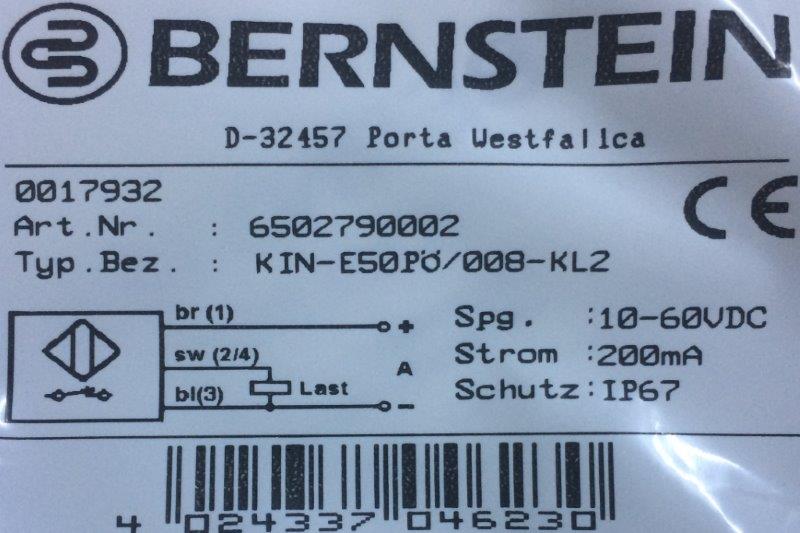 BERNSTEIN
D-32457 Porta Westfalica
0017932
CE
Art.Nr. : 6502790002
Typ.Bez. : KIN-E50PÖ/008-KL2
br (1)
+
Spg. :10-60VDC
sw (2/4)
A
Strom :200mA
bl(3)
Last
−
Schutz:IP67
4 024337 046230